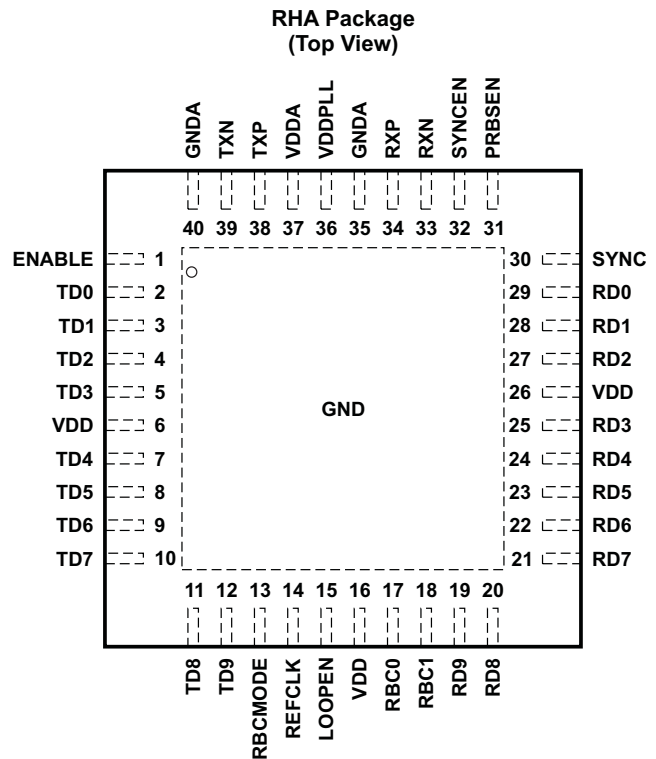 RHA Package
(Top View)
GNDA
TXN
TXP
VDDA
VDDPLL
GNDA
RXP
RXN
SYNCEN
PRBSEN
40 39 38 37 36 35 34 33 32 31
ENABLE 1
TD0 2
TD1 3
TD2 4
TD3 5
VDD 6
TD4 7
TD5 8
TD6 9
TD7 10
GND
30 SYNC
29 RD0
28 RD1
27 RD2
26 VDD
25 RD3
24 RD4
23 RD5
22 RD6
21 RD7
11 12 13 14 15 16 17 18 19 20
TD8
TD9
RBCMODE
REFCLK
LOOPEN
VDD
RBC0
RBC1
RD9
RD8